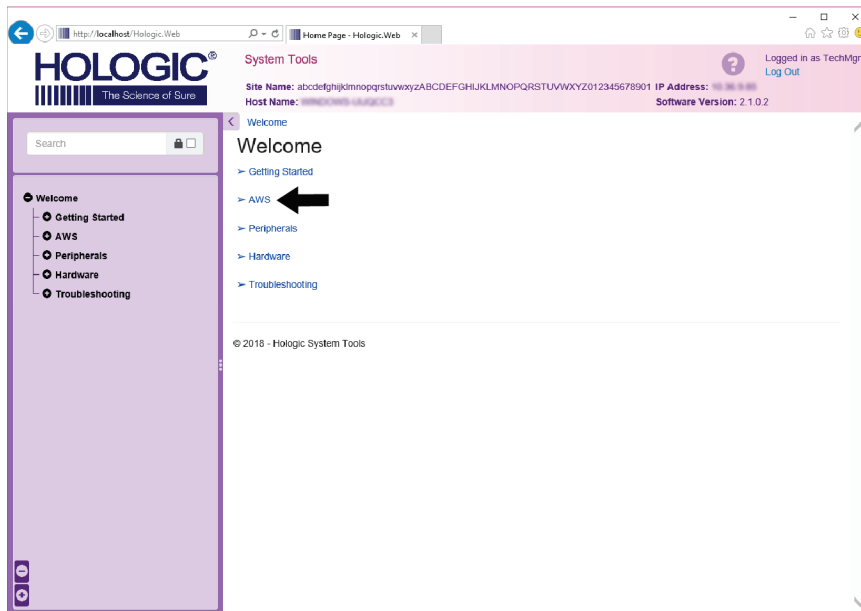 http://localhost/Hologic.Web
Home Page - Hologic.Web
HOLOGIC®
The Science of Sure
System Tools
Logged in as TechMgr
Log Out
Site Name: abcdefghijklmnopqrstuvwxyzABCDEFGHIJKLMNOPQRSTUVWXYZ012345678901 IP Address:
Host Name:
Software Version: 2.1.0.2
Search
Welcome
Getting Started
AWS
Peripherals
Hardware
Troubleshooting
Welcome
Welcome
➢ Getting Started
➢ AWS
➢ Peripherals
➢ Hardware
➢ Troubleshooting
© 2018 - Hologic System Tools